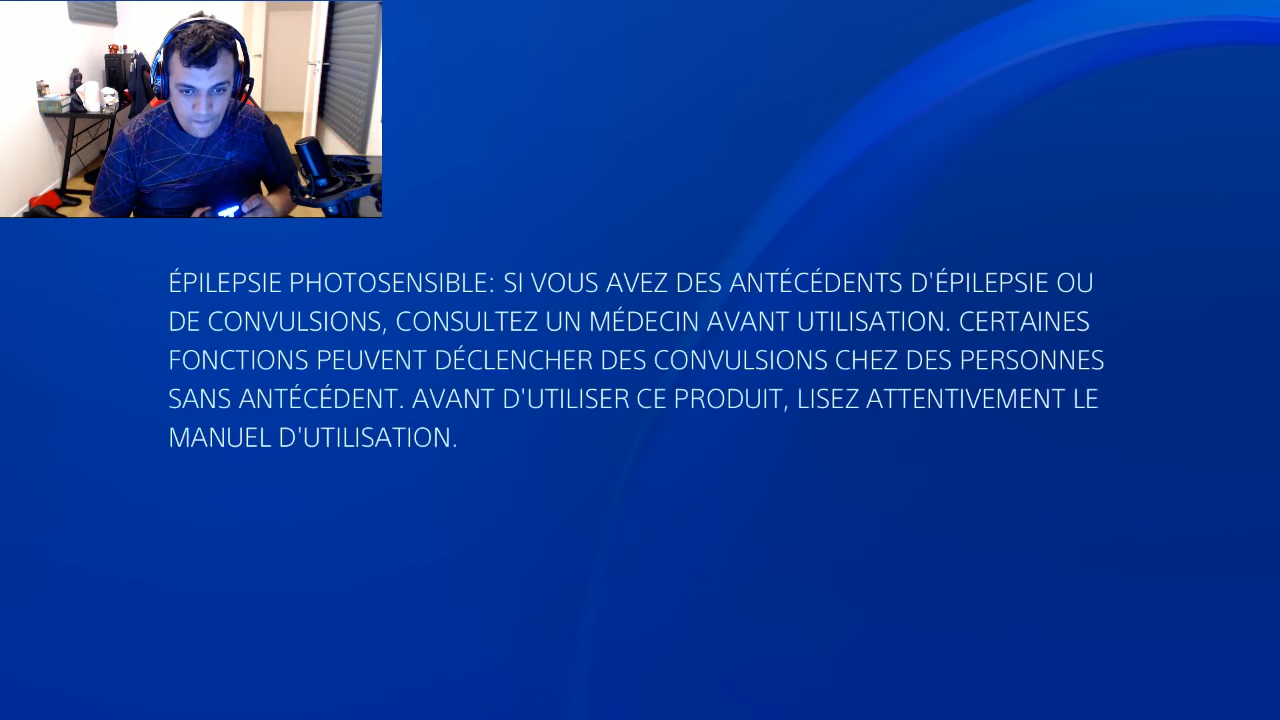 ÉPILEPSIE PHOTOSENSIBLE: SI VOUS AVEZ DES ANTÉCÉDENTS D'ÉPILEPSIE OU
DE CONVULSIONS, CONSULTEZ UN MÉDECIN AVANT UTILISATION. CERTAINES
FONCTIONS PEUVENT DÉCLENCHER DES CONVULSIONS CHEZ DES PERSONNES
SANS ANTÉCÉDENT. AVANT D'UTILISER CE PRODUIT, LISEZ ATTENTIVEMENT LE
MANUEL D'UTILISATION.